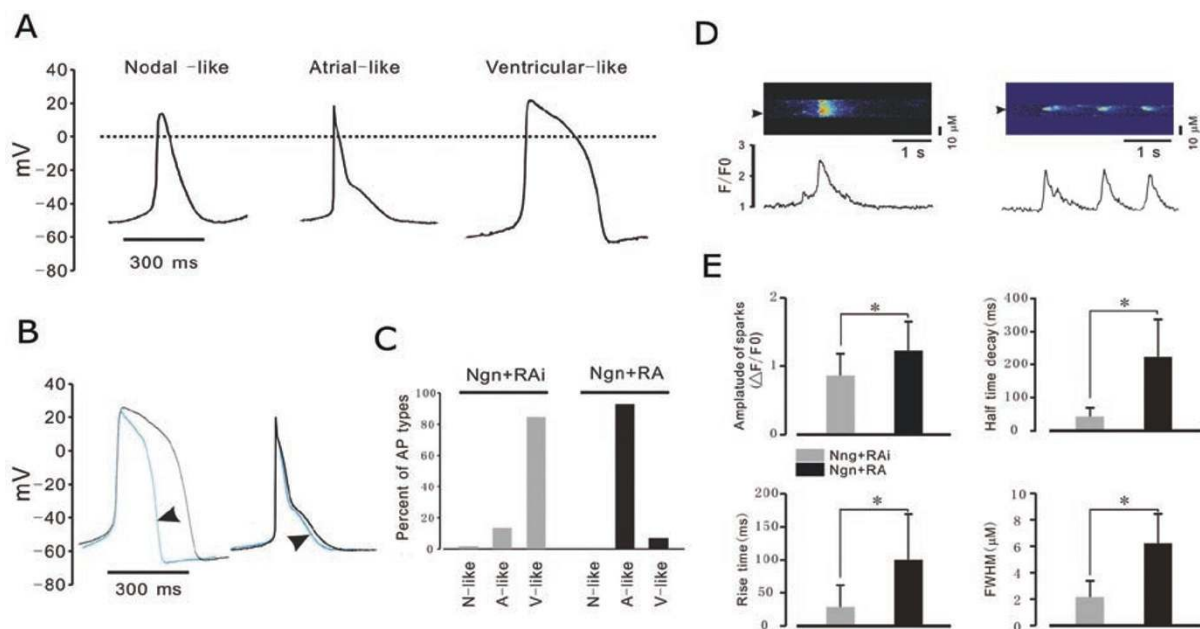 A
Nodal -like
Atrial-like
Ventricular-like
40
20
0
-20
-40
-60
-80
mV
300 ms
B
40
20
0
-20
-40
-60
-80
mV
300 ms
C
Ngn+RAi
Ngn+RA
100
80
60
40
20
0
Percent of AP types
N-like
A-like
V-like
N-like
A-like
V-like
D
1 s
10 μM
1 s
10 μM
3
2
1
F/F0
E
2
1
0
Amplatude of sparks
(△F/F0)
*
400
300
200
100
0
Half time decay(ms)
*
Nng+RAi
Ngn+RA
200
150
100
50
0
Rise time(ms)
*
10
8
6
4
2
0
FWHM(μM)
*